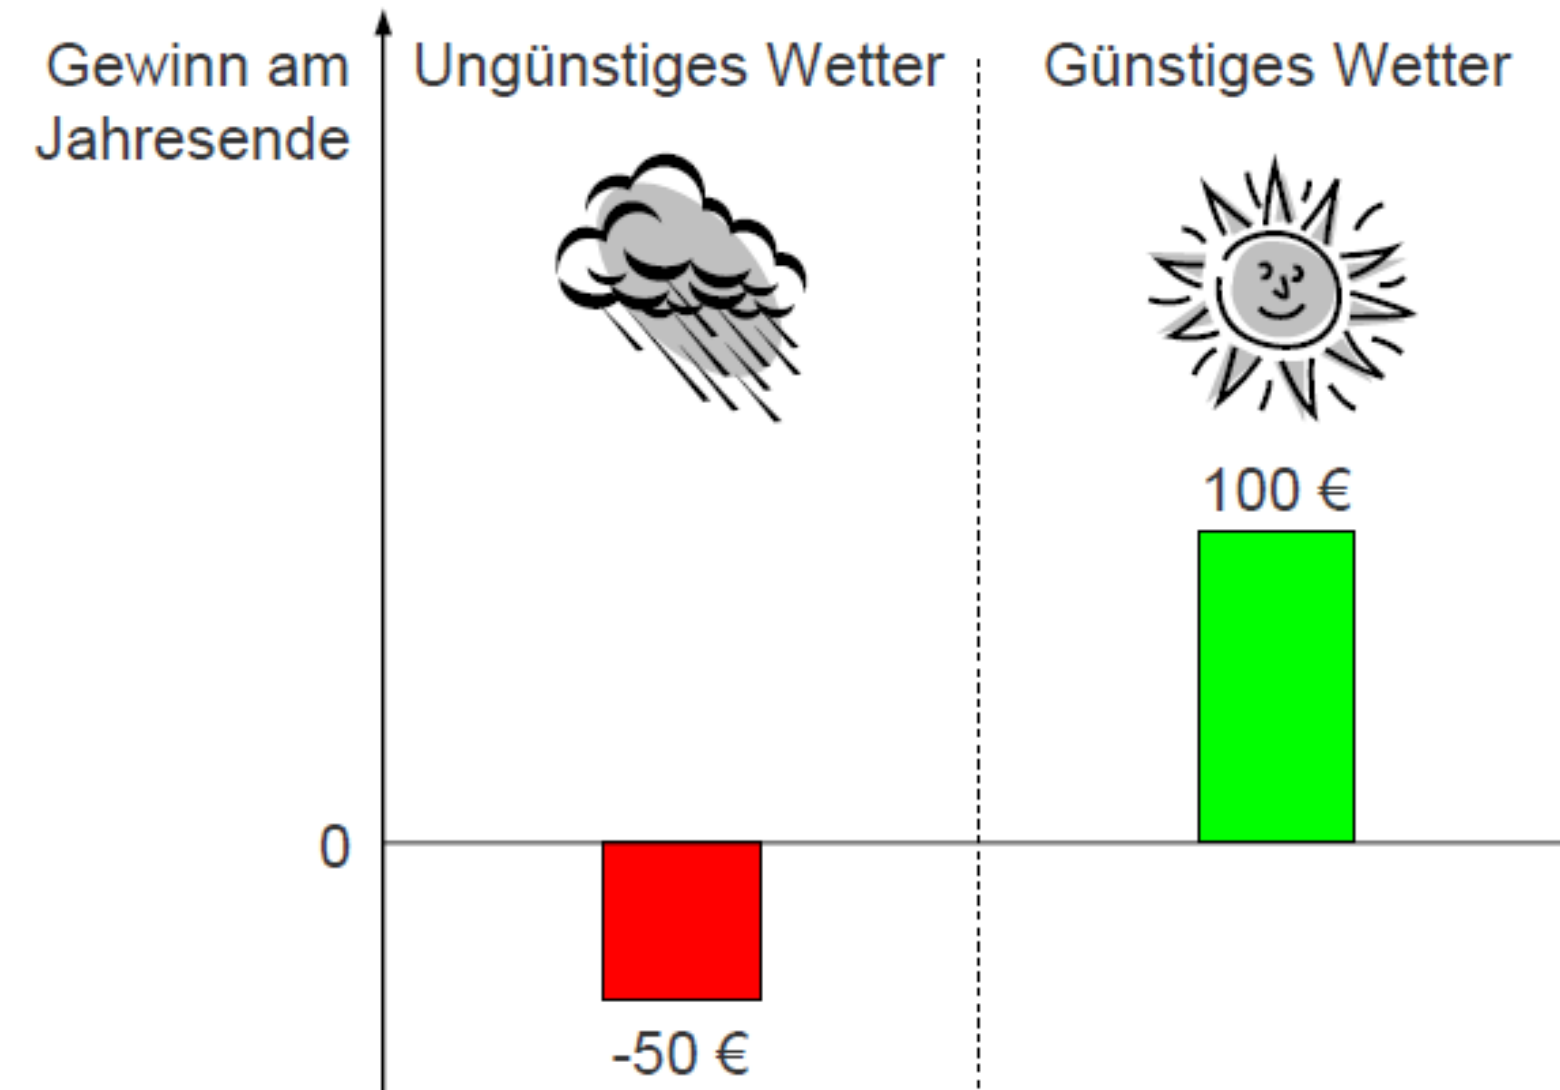 Gewinn am
Jahresende
Ungünstiges Wetter
Günstiges Wetter
100 €
0
-50 €